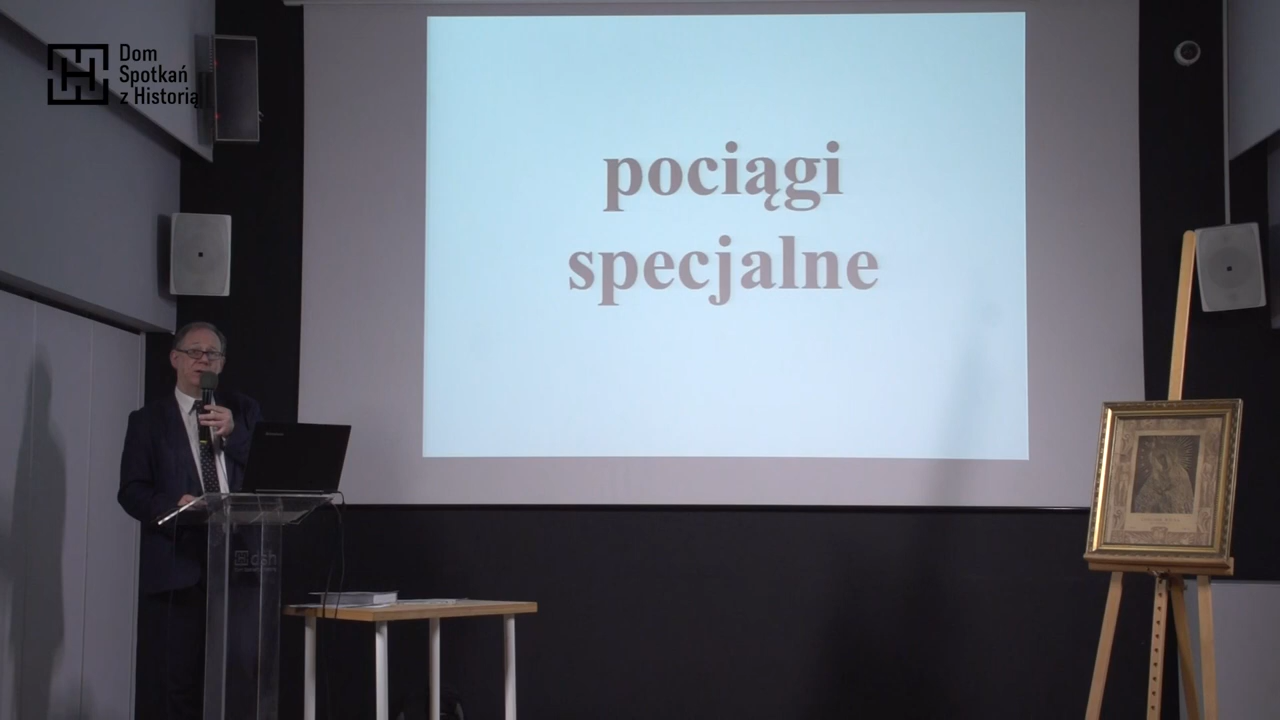 Dom
Spotkań
z Historią
pociągi
specjalne
dsh